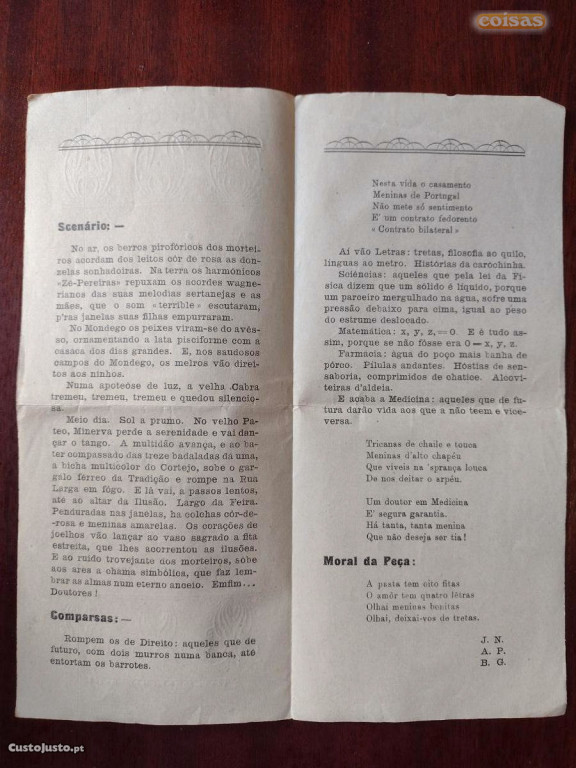 coisas
Scenário: —
No ar, os berros pirofóricos dos mortei-
ros acordam dos leitos côr de rosa as don-
zelas sonhadoiras. Na terra os harmónicos
»Zé-Pereiras» repuxam os acordes wagne-
rianos das suas melodias sertanejas e as
mães, que o som «terrible» escutaram,
p'ras janelas suas filhas empurraram.
No Mondego os peixes viram-se do avês-
so, ornamentando a lata pisciforme com a
casaca dos dias grandes. E, nos saudosos
campos do Mondego, os melros vão direi-
tos aos ninhos.
Numa apoteóse de luz, a velha Cabra
tremeu, tremeu, tremeu e quedou silencio-
sa.
Meio dia. Sol a prumo. No velho Pa-
teo, Minerva perde a serenidade e vai dan-
çar o tango. A multidão avança, e ao ba-
ter compassado das treze badaladas de uma,
a bicha multicolor do Cortejo, sobe o gar-
galo férreo da Tradição e rompe na Rua
Larga em fôgo. E lá vai, a passos lentos,
até ao altar da Ilusão. Largo da Feira.
Penduradas nas janelas, ha colchas côr-de-
-rosa e meninas amarelas. Os corações de
joelhos vão lançar ao vaso sagrado a fita
estreita, que lhes acorrentou as ilusões.
E ao ruido trovejante dos morteiros, sobe
aos ares a chama simbólica, que faz lem-
brar as almas num eterno anceio. Emfim...
Doutores!
Comparsas: —
Rompem os de Direito: aqueles que de
futuro, com dois murros numa banca, até
entortam os barrotes.
Nesta vida o casamento
Meninas de Portugal
Não mete só sentimento
E' um contrato fedorento
« Contrato bilateral »
Aí vão Letras: tretas, filosofia ao quilo,
linguas ao metro. Histórias da carochinha.
Sciências: aqueles que pela lei da Fí-
sica dizem que um sólido é líquido, porque
um parceiro mergulhado na água, sofre uma
pressão debaixo para cima, igual ao peso
do estrume deslocado.
Matemática: x, y, z, = 0. E é tudo as-
sim, porque se não fôsse era 0 = x, y, z.
Farmacia: água do poço mais banha de
pórco. Pílulas andantes. Hóstias de sen-
saboria, comprimidos de chatice. Alcovi-
teiras d'aldeia.
E acaba a Medicina: aqueles que de fu-
tura darão vida aos que a não teem e vice-
versa.
Tricanas de chaile e touca
Meninas d'alto chapéu
Que viveis na 'sprança louca
De nos deitar o arpéu.
Um doutor em Medicina
E' segura garantia.
Há tanta, tanta menina
Que não deseja ser tia!
Moral da Peça:
A pasta tem oito fitas
O amôr tem quatro létras
Olhai meninas bonitas
Olhai, deixai-vos de tretas.
J. N.
A. P.
B. G.
CustoJusto.pt